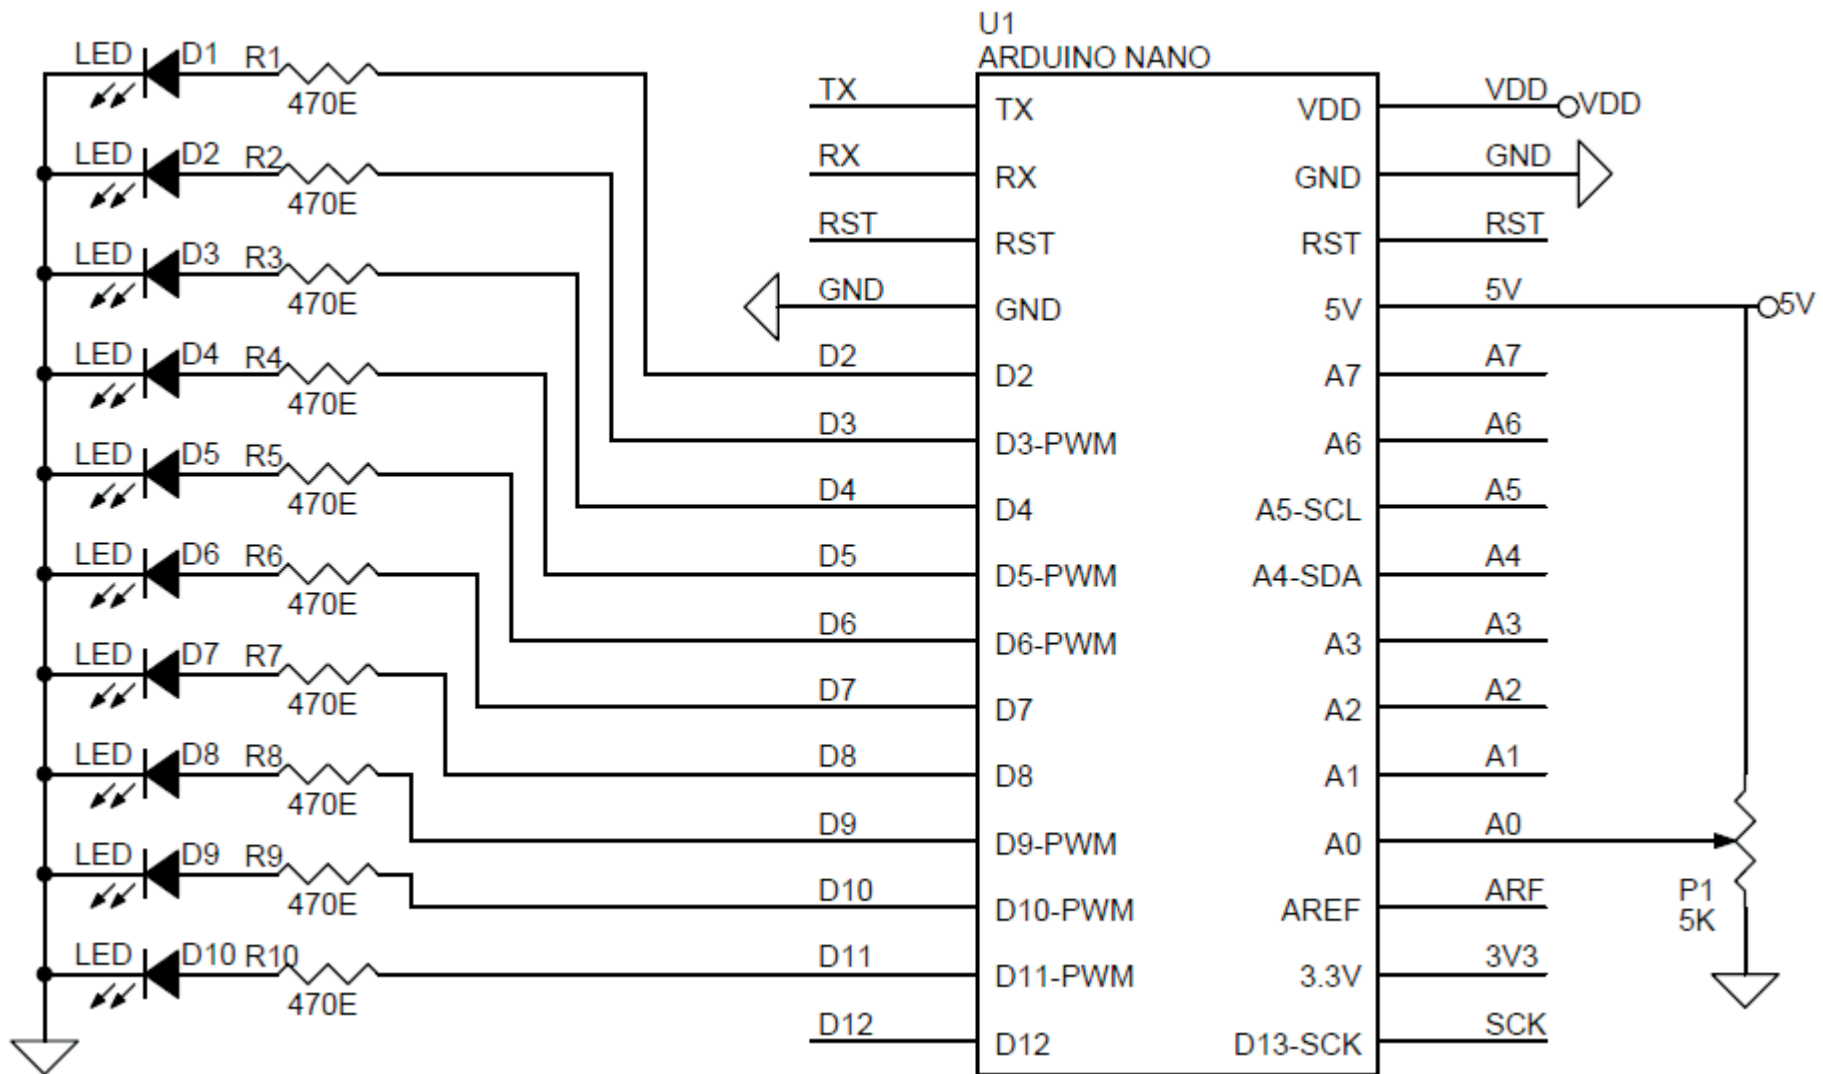 U1
ARDUINO NANO
LED D1 R1
470E
LED D2 R2
470E
LED D3 R3
470E
LED D4 R4
470E
LED D5 R5
470E
LED D6 R6
470E
LED D7 R7
470E
LED D8 R8
470E
LED D9 R9
470E
LED D10 R10
470E
TX
RX
RST
GND
D2
D3
D4
D5
D6
D7
D8
D9
D10
D11
D12
TX
RX
RST
GND
D2
D3-PWM
D4
D5-PWM
D6-PWM
D7
D8
D9-PWM
D10-PWM
D11-PWM
D12
VDD
GND
RST
5V
A7
A6
A5-SCL
A4-SDA
A3
A2
A1
A0
AREF
3.3V
D13-SCK
VDD
GND
RST
5V
A7
A6
A5
A4
A3
A2
A1
A0
ARF
3V3
SCK
VDD
5V
P1
5K